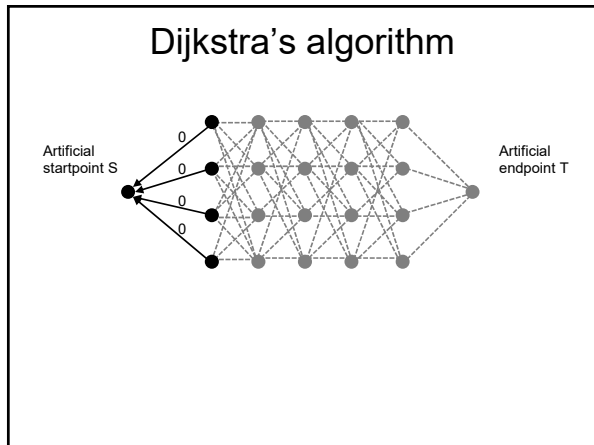 Dijkstra's algorithm
Artificial
startpoint S
0
0
0
0
Artificial
endpoint T